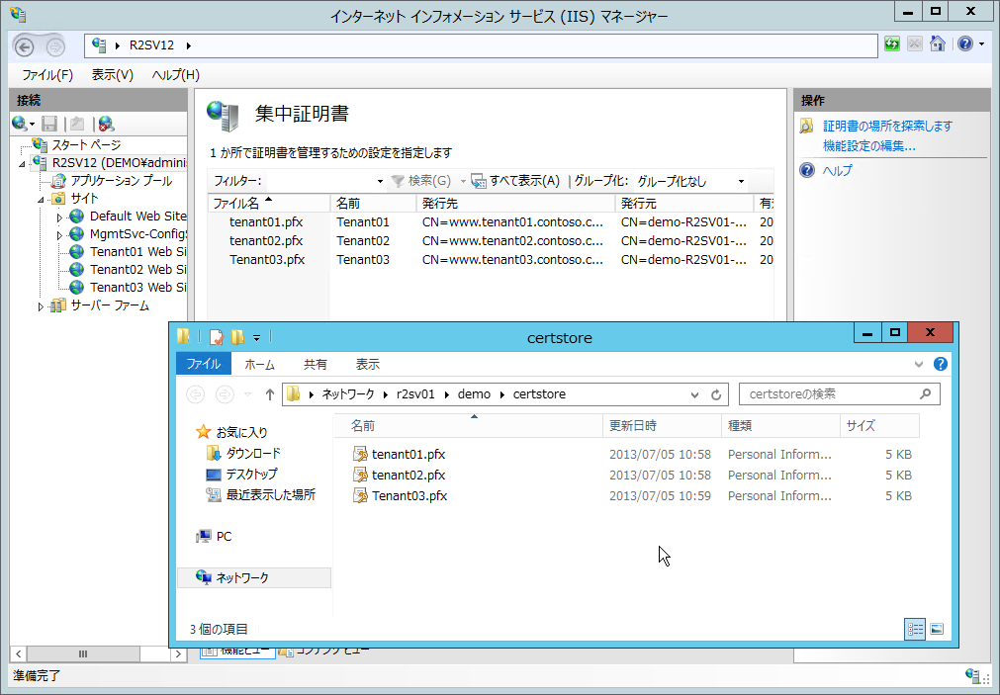 インターネット インフォメーション サービス (IIS) マネージャー
R2SV12
ファイル(F) 表示(V) ヘルプ(H)
接続
スタート ページ
R2SV12 (DEMO¥adminis
アプリケーション プール
サイト
Default Web Site
MgmtSvc-ConfigS
Tenant01 Web Si
Tenant02 Web Si
Tenant03 Web Si
サーバー ファーム
集中証明書
1 か所で証明書を管理するための設定を指定します
フィルター: 検索(G) すべて表示(A) グループ化: グループ化なし
ファイル名 名前 発行先 発行元 有
tenant01.pfx Tenant01 CN=www.tenant01.contoso.c... CN=demo-R2SV01-... 20
tenant02.pfx Tenant02 CN=www.tenant02.contoso.c... CN=demo-R2SV01-... 20
Tenant03.pfx Tenant03 CN=www.tenant03.contoso.c... CN=demo-R2SV01-... 20
操作
証明書の場所を探索します
機能設定の編集...
ヘルプ
certstore
ファイル ホーム 共有 表示
ネットワーク r2sv01 demo certstore certstoreの検索
お気に入り
ダウンロード
デスクトップ
最近表示した場所
PC
ネットワーク
名前 更新日時 種類 サイズ
tenant01.pfx 2013/07/05 10:58 Personal Inform... 5 KB
tenant02.pfx 2013/07/05 10:58 Personal Inform... 5 KB
Tenant03.pfx 2013/07/05 10:59 Personal Inform... 5 KB
3 個の項目
機能ビュー コンテンツ ビュー
準備完了